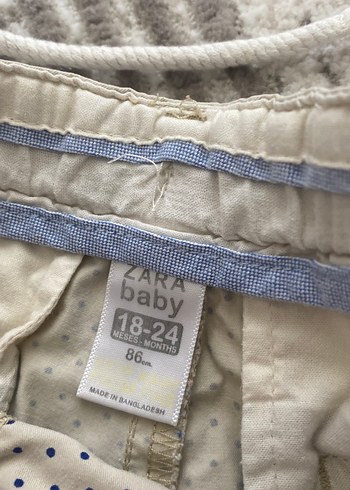 ZARA
baby
18-24
MESES - MONTHS
86cm.
MADE IN BANGLADESH